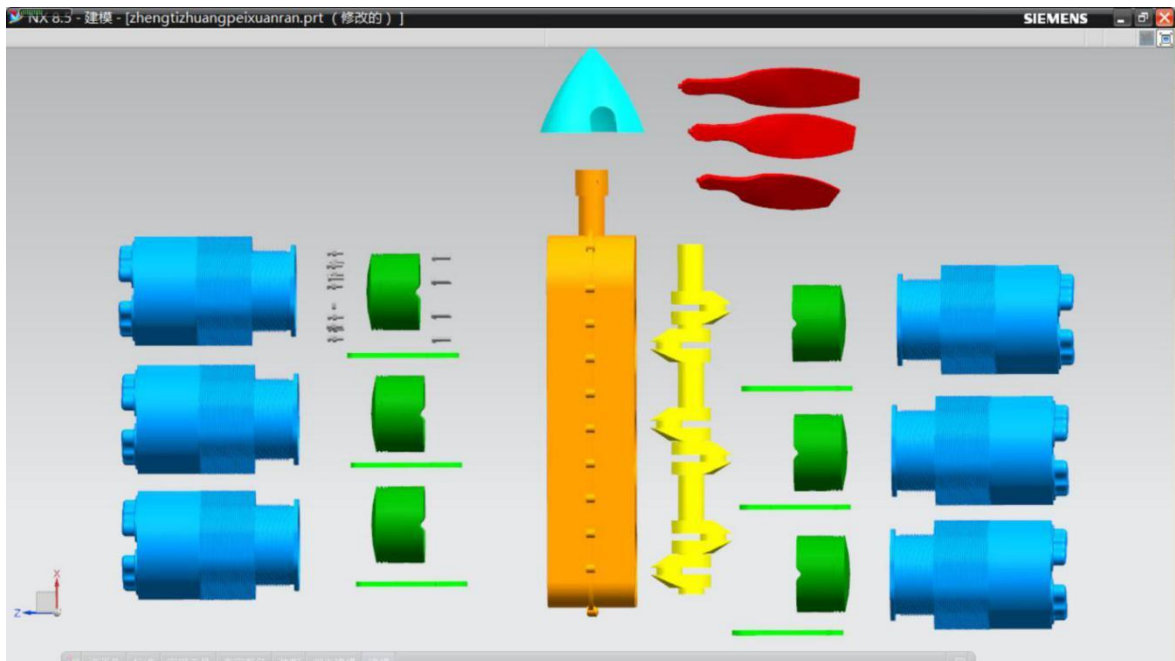 NX 8.5 - 建模 - [zhengtizhuangpeixuanran.prt （修改的） ]
SIEMENS
X
Z